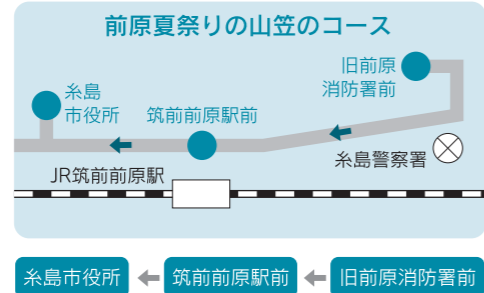 前原夏祭りの山笠のコース
旧前原
消防署前
糸島
市役所
筑前前原駅前
糸島警察署
JR筑前前原駅
糸島市役所
筑前前原駅前
旧前原消防署前